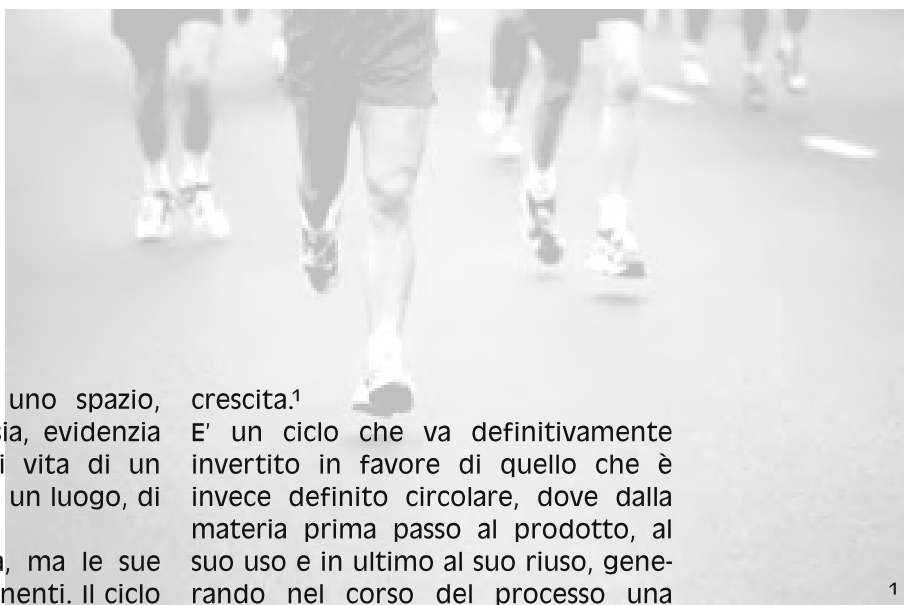 uno spazio,
evidenzia
vita di un
un luogo, di
ma le sue
Il ciclo
crescita.¹
E' un ciclo che va definitivamente
invertito in favore di quello che è
invece definito circolare, dove dalla
materia prima passo al prodotto, al
suo uso e in ultimo al suo riuso, gene-
rando nel corso del processo una
1